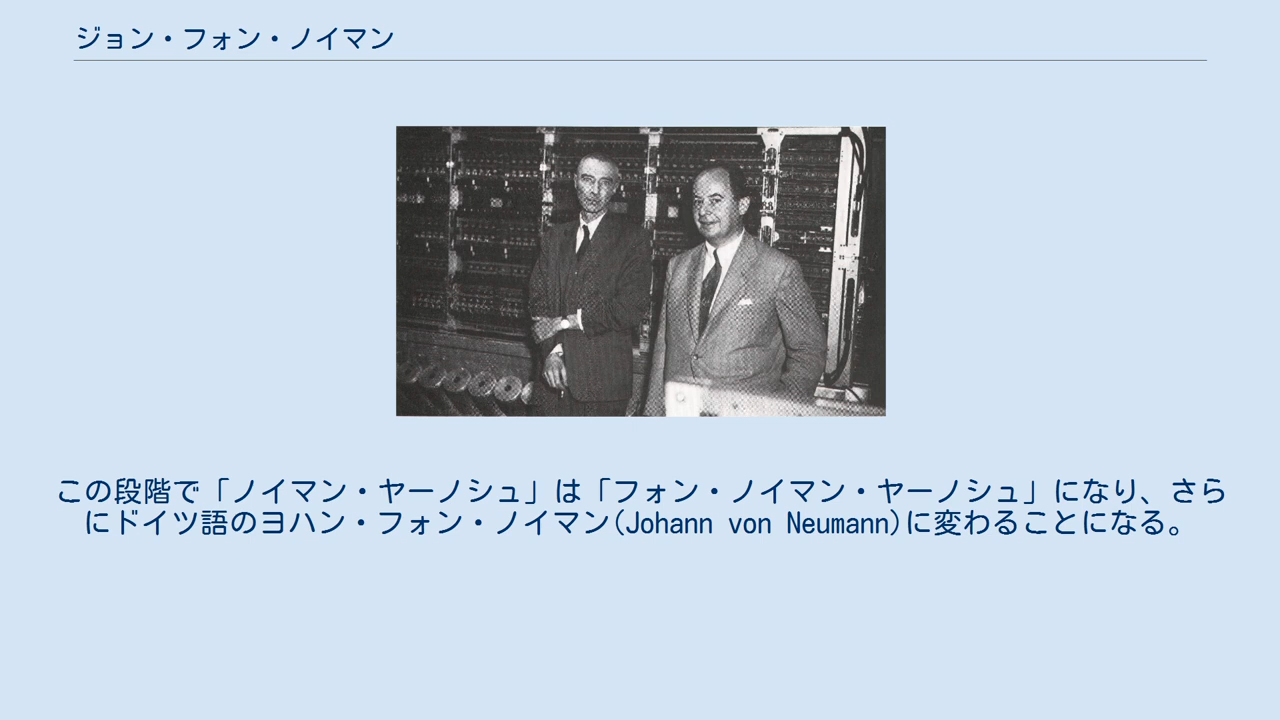 ジョン・フォン・ノイマン
この段階で「ノイマン・ヤーノシュ」は「フォン・ノイマン・ヤーノシュ」になり、さら
にドイツ語のヨハン・フォン・ノイマン(Johann von Neumann)に変わることになる。